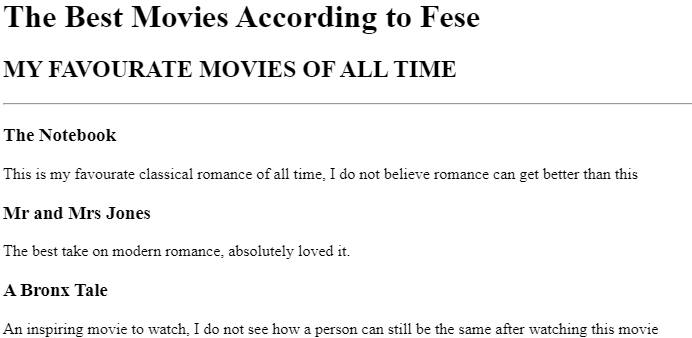 The Best Movies According to Fese
MY FAVOURATE MOVIES OF ALL TIME
The Notebook
This is my favourate classical romance of all time, I do not believe romance can get better than this
Mr and Mrs Jones
The best take on modern romance, absolutely loved it.
A Bronx Tale
An inspiring movie to watch, I do not see how a person can still be the same after watching this movie